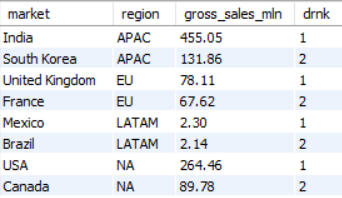 market region gross_sales_mln drnk
India APAC 455.05 1
South Korea APAC 131.86 2
United Kingdom EU 78.11 1
France EU 67.62 2
Mexico LATAM 2.30 1
Brazil LATAM 2.14 2
USA NA 264.46 1
Canada NA 89.78 2